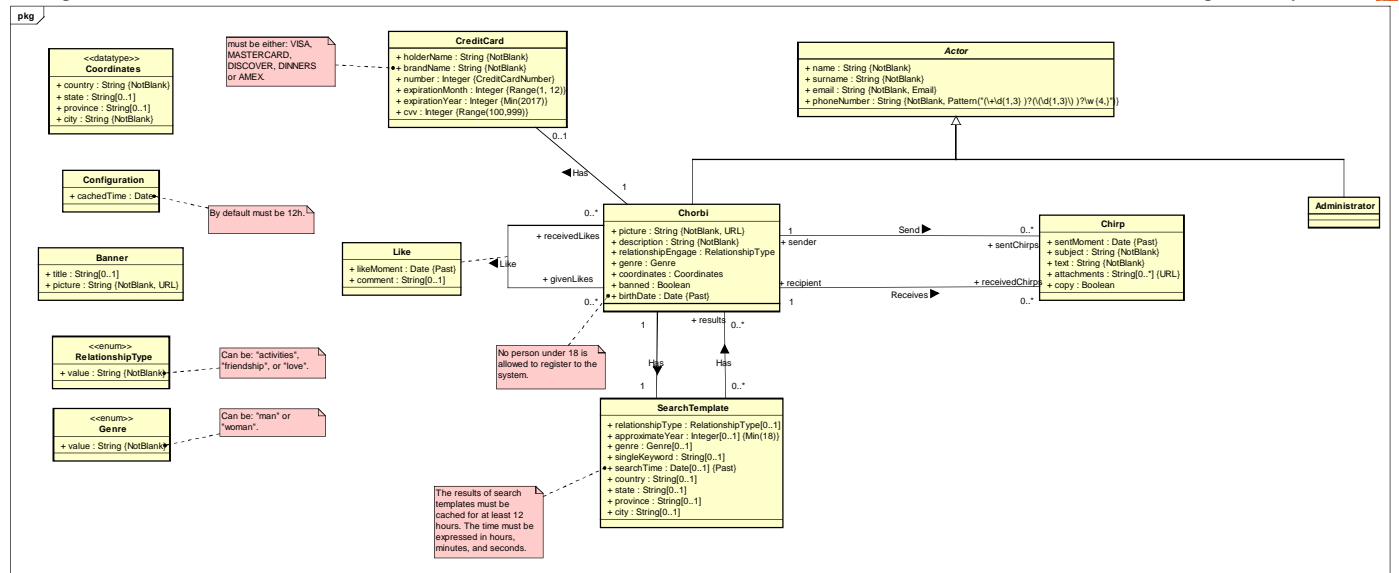 pkg
<<datatype>>
Coordinates
+ country : String {NotBlank}
+ state : String[0..1]
+ province : String[0..1]
+ city : String {NotBlank}
must be either: VISA,
MASTERCARD,
DISCOVER, DINNERS
or AMEX.
CreditCard
+ holderName : String {NotBlank}
+ brandName : String {NotBlank}
+ number : Integer {CreditCardNumber}
+ expirationMonth : Integer {Range(1, 12)}
+ expirationYear : Integer {Min(2017)}
+ cvv : Integer {Range(100,999)}
Actor
+ name : String {NotBlank}
+ surname : String {NotBlank}
+ email : String {NotBlank, Email}
+ phoneNumber : String {NotBlank, Pattern("(\+\d{1,3} )?(\(\d{1,3}\) )?\w{4,}")}
0..1
Has
1
Configuration
+ cachedTime : Date
By default must be 12h.
Banner
+ title : String[0..1]
+ picture : String {NotBlank, URL}
Like
+ likeMoment : Date {Past}
+ comment : String[0..1]
0..*
+ receivedLikes
Like
+ givenLikes
0..*
Chorbi
+ picture : String {NotBlank, URL}
+ description : String {NotBlank}
+ relationshipEngage : RelationshipType
+ genre : Genre
+ coordinates : Coordinates
+ banned : Boolean
+ birthDate : Date {Past}
1
+ sender
Send
0..*
+ sentChirps
+ recipient
1
Receives
+ receivedChirps
0..*
Chirp
+ sentMoment : Date {Past}
+ subject : String {NotBlank}
+ text : String {NotBlank}
+ attachments : String[0..*] {URL}
+ copy : Boolean
Administrator
<<enum>>
RelationshipType
+ value : String {NotBlank}
Can be: "activities",
"friendship", or "love".
<<enum>>
Genre
+ value : String {NotBlank}
Can be: "man" or
"woman".
No person under 18 is
allowed to register to the
system.
1
Has
1
+ results
0..*
Has
0..*
SearchTemplate
+ relationshipType : RelationshipType[0..1]
+ approximateYear : Integer[0..1] {Min(18)}
+ genre : Genre[0..1]
+ singleKeyword : String[0..1]
+ searchTime : Date[0..1] {Past}
+ country : String[0..1]
+ state : String[0..1]
+ province : String[0..1]
+ city : String[0..1]
The results of search
templates must be
cached for at least 12
hours. The time must be
expressed in hours,
minutes, and seconds.